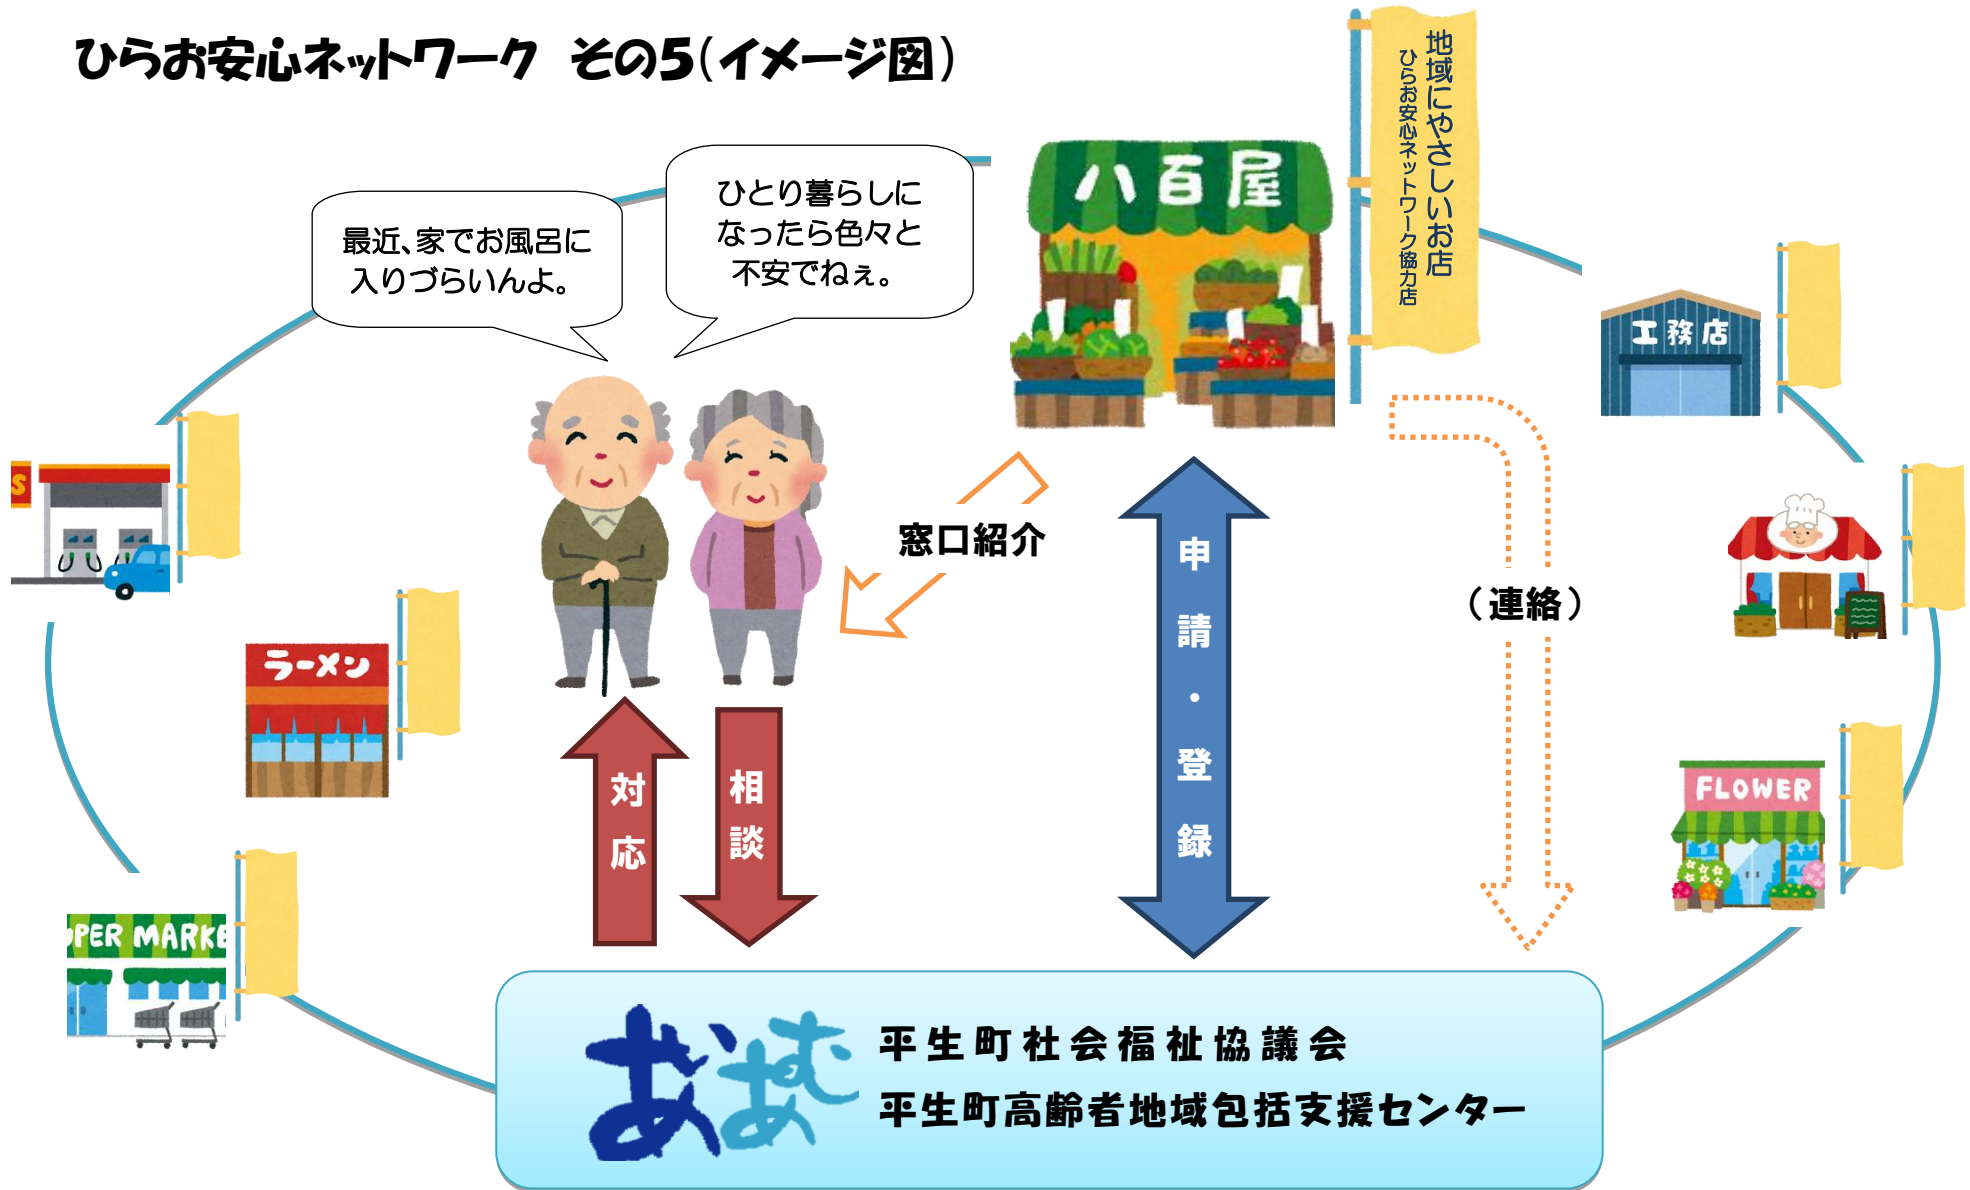 ひらお安心ネットワーク その5(イメージ図)
地域にやさしいお店
ひらお安心ネットワーク協力店
八百屋
ひとり暮らしに
なったら色々と
不安でねぇ。
最近、家でお風呂に
入りづらいんよ。
工務店
S
窓口紹介
申請・登録
(連絡)
ラーメン
対応
相談
FLOWER
UPER MARKE
平生町社会福祉協議会
平生町高齢者地域包括支援センター